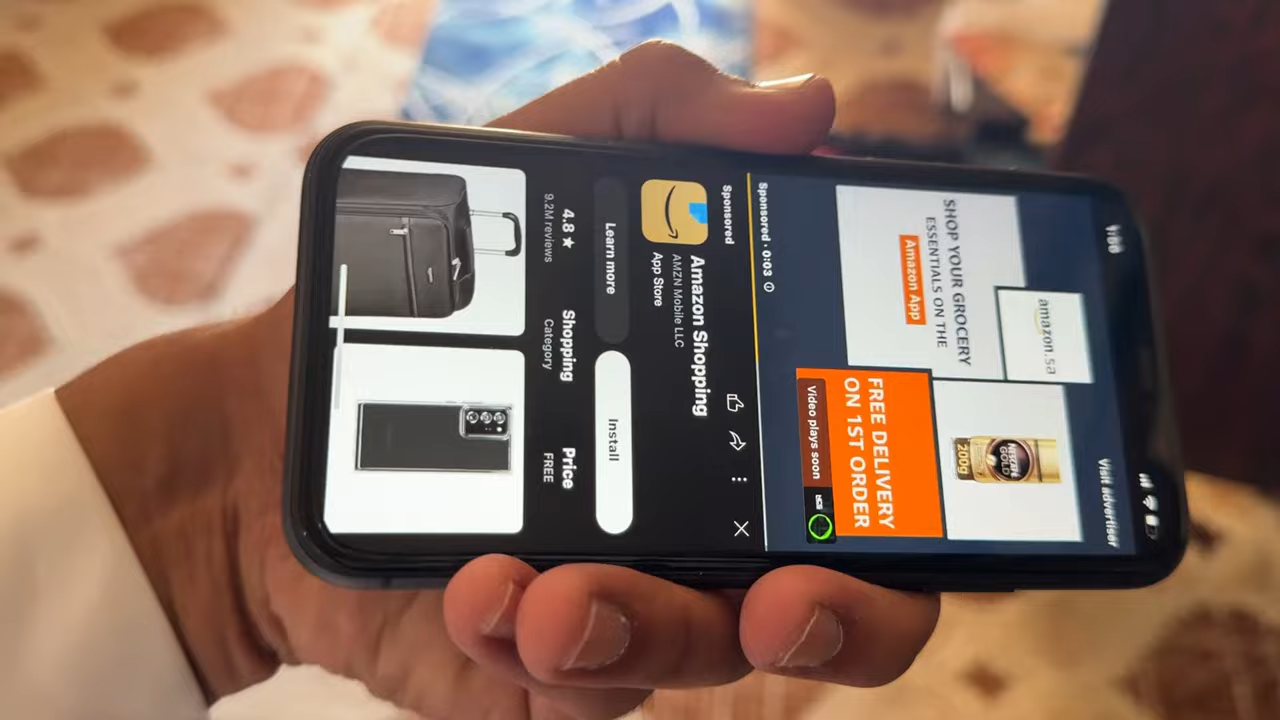 1:00
Visit advertiser
amazon.sa
SHOP YOUR GROCERY
ESSENTIALS ON THE
Amazon App
NESCAFÉ
GOLD
200g
FREE DELIVERY
ON 1ST ORDER
Video plays soon
Sponsored · 0:03
Sponsored
Amazon Shopping
AMZN Mobile LLC
App Store
Learn more
Install
4.8 ★
9.2M reviews
Shopping
Category
Price
FREE